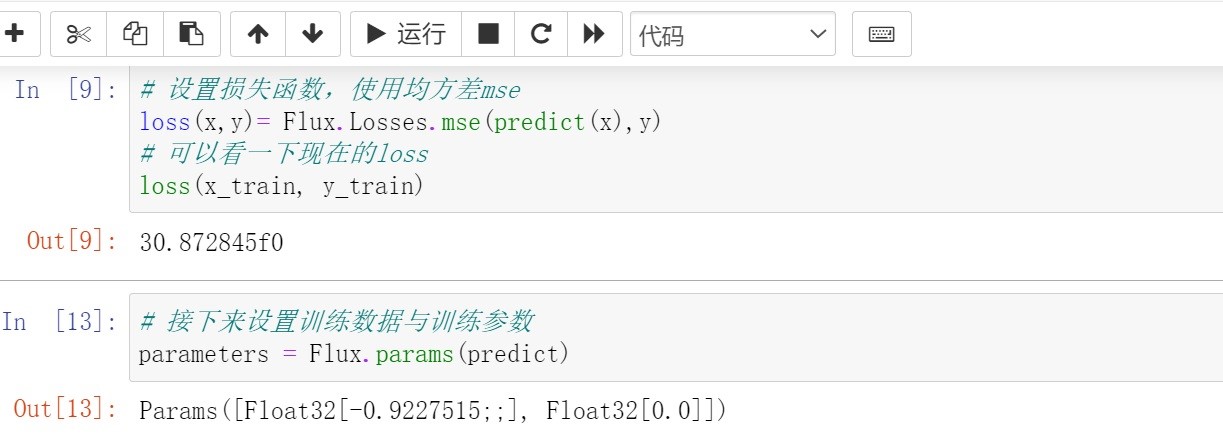 运行
代码
In [9]:
# 设置损失函数，使用均方差mse
loss(x,y)= Flux.Losses.mse(predict(x),y)
# 可以看一下现在的loss
loss(x_train, y_train)
Out[9]: 30.872845f0
In [13]:
# 接下来设置训练数据与训练参数
parameters = Flux.params(predict)
Out[13]: Params([Float32[-0.9227515;;], Float32[0.0]])